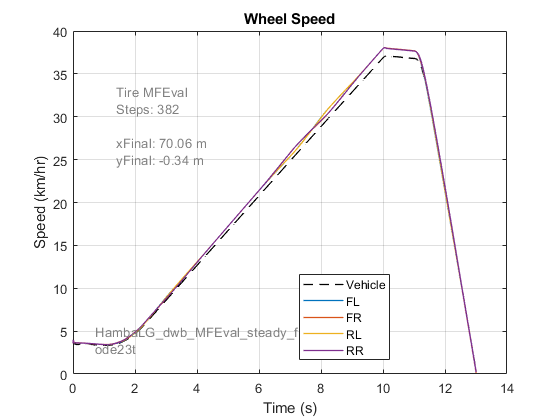 Wheel Speed
40
35
30
25
20
15
10
5
0
Speed (km/hr)
Tire MFEval
Steps: 382
xFinal: 70.06 m
yFinal: -0.34 m
HambaLG_dwb_MFEval_steady_f
ode23t
Vehicle
FL
FR
RL
RR
0 2 4 6 8 10 12 14
Time (s)